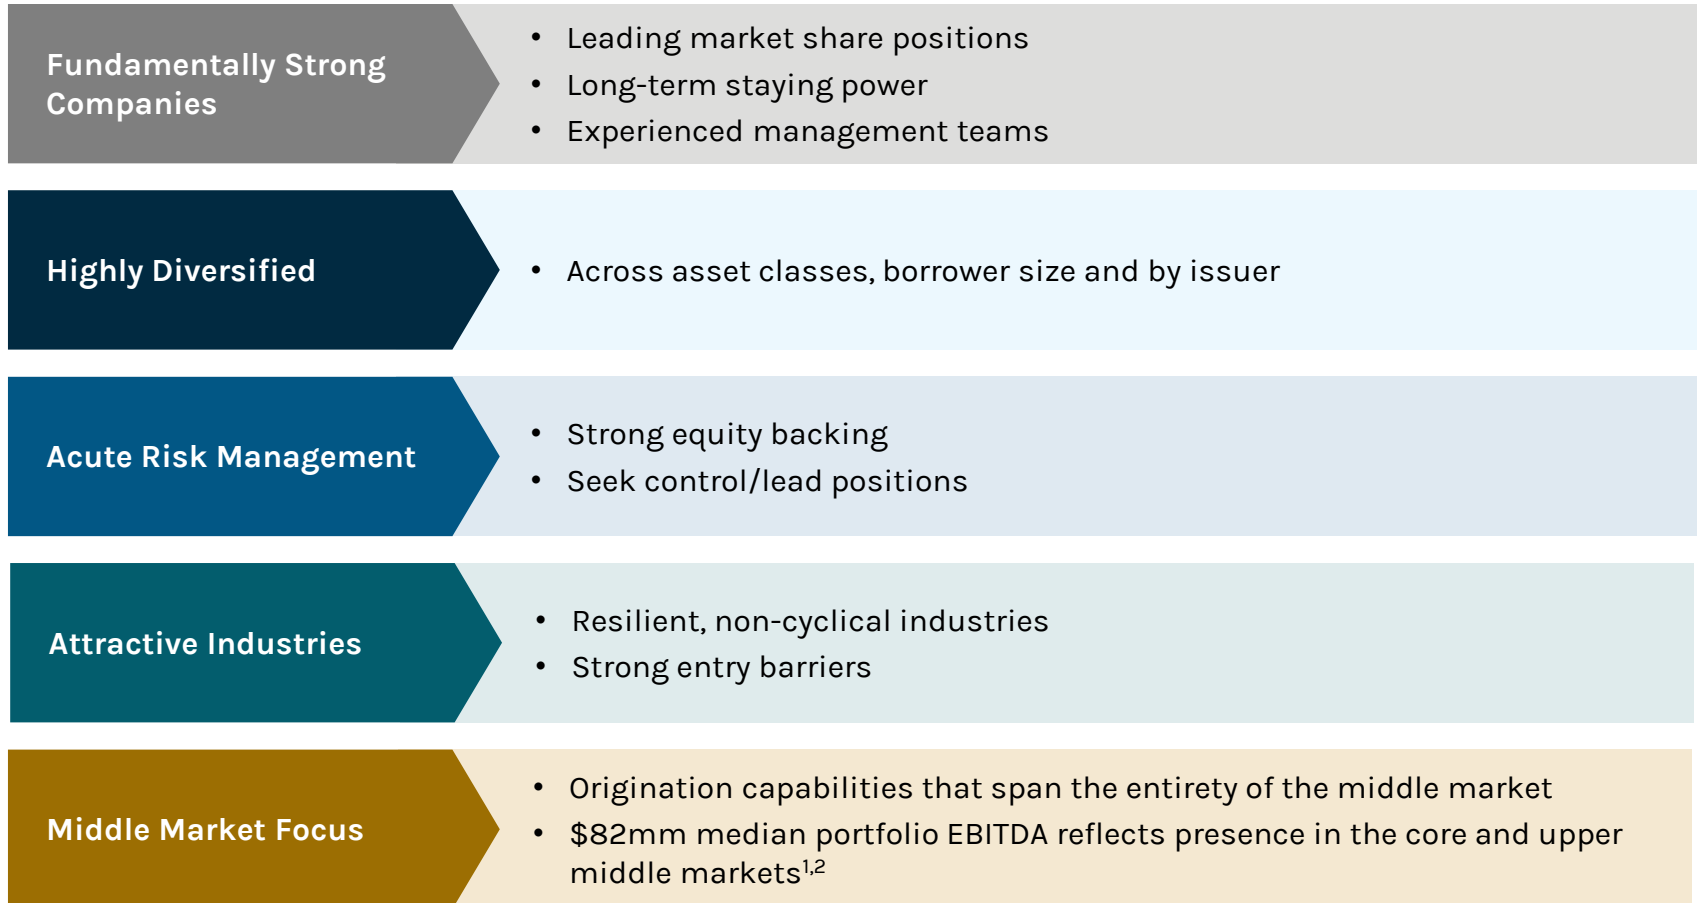 Fundamentally Strong
Companies
• Leading market share positions
• Long-term staying power
• Experienced management teams
Highly Diversified
• Across asset classes, borrower size and by issuer
Acute Risk Management
• Strong equity backing
• Seek control/lead positions
Attractive Industries
• Resilient, non-cyclical industries
• Strong entry barriers
Middle Market Focus
• Origination capabilities that span the entirety of the middle market
• $82mm median portfolio EBITDA reflects presence in the core and upper
middle markets1,2